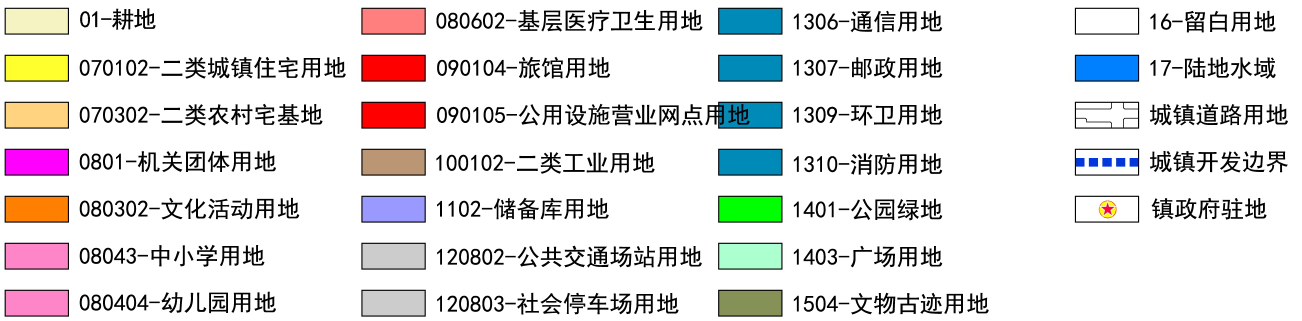 01-耕地
070102-二类城镇住宅用地
070302-二类农村宅基地
0801-机关团体用地
080302-文化活动用地
08043-中小学用地
080404-幼儿园用地
080602-基层医疗卫生用地
090104-旅馆用地
090105-公用设施营业网点用地
100102-二类工业用地
1102-储备库用地
120802-公共交通场站用地
120803-社会停车场用地
1306-通信用地
1307-邮政用地
1309-环卫用地
1310-消防用地
1401-公园绿地
1403-广场用地
1504-文物古迹用地
16-留白用地
17-陆地水域
城镇道路用地
城镇开发边界
镇政府驻地